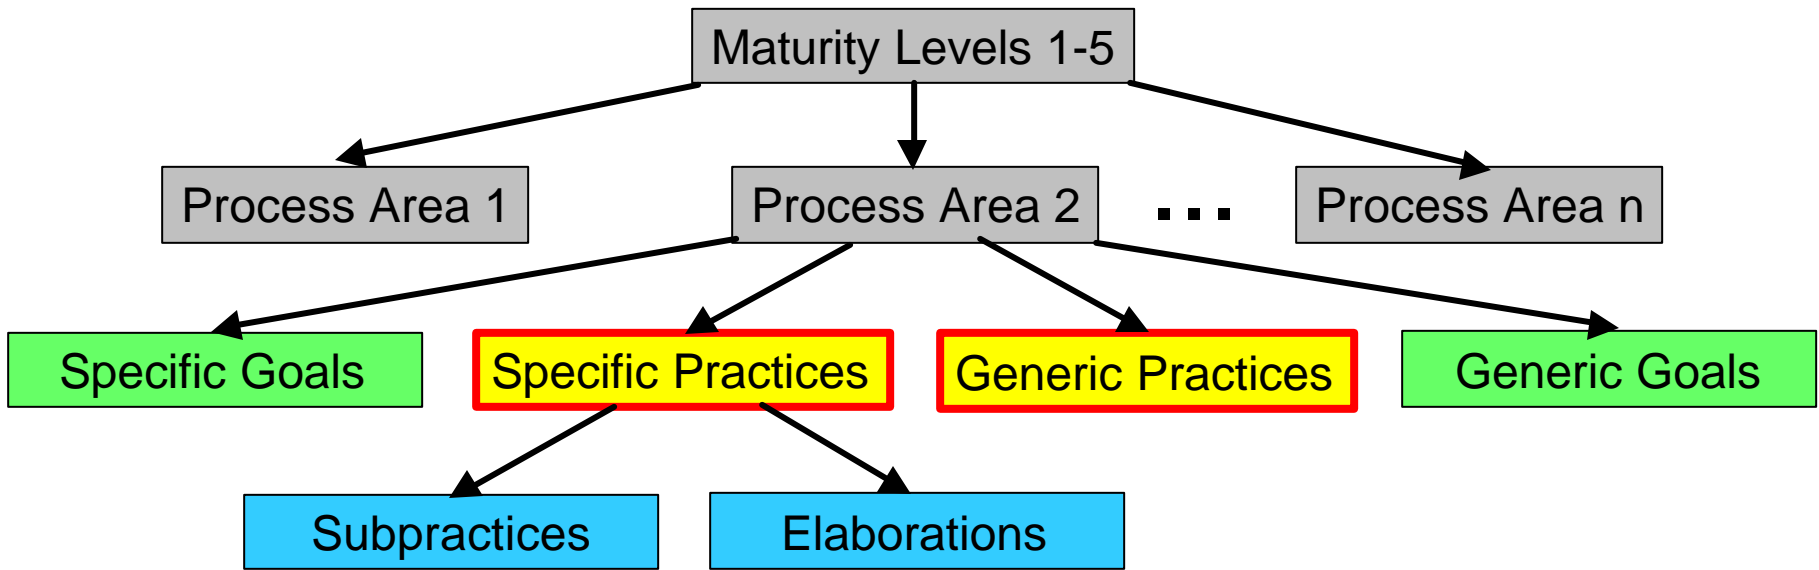 Maturity Levels 1-5
Process Area 1
Process Area 2
...
Process Area n
Specific Goals
Specific Practices
Generic Practices
Generic Goals
Subpractices
Elaborations